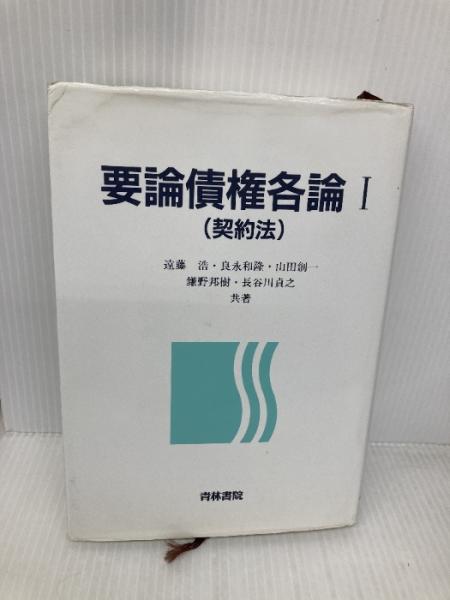 要論債権各論 I
(契約法)
遠藤 浩・良永和隆・山田創一
鎌野邦樹・長谷川貞之
共著
青林書院